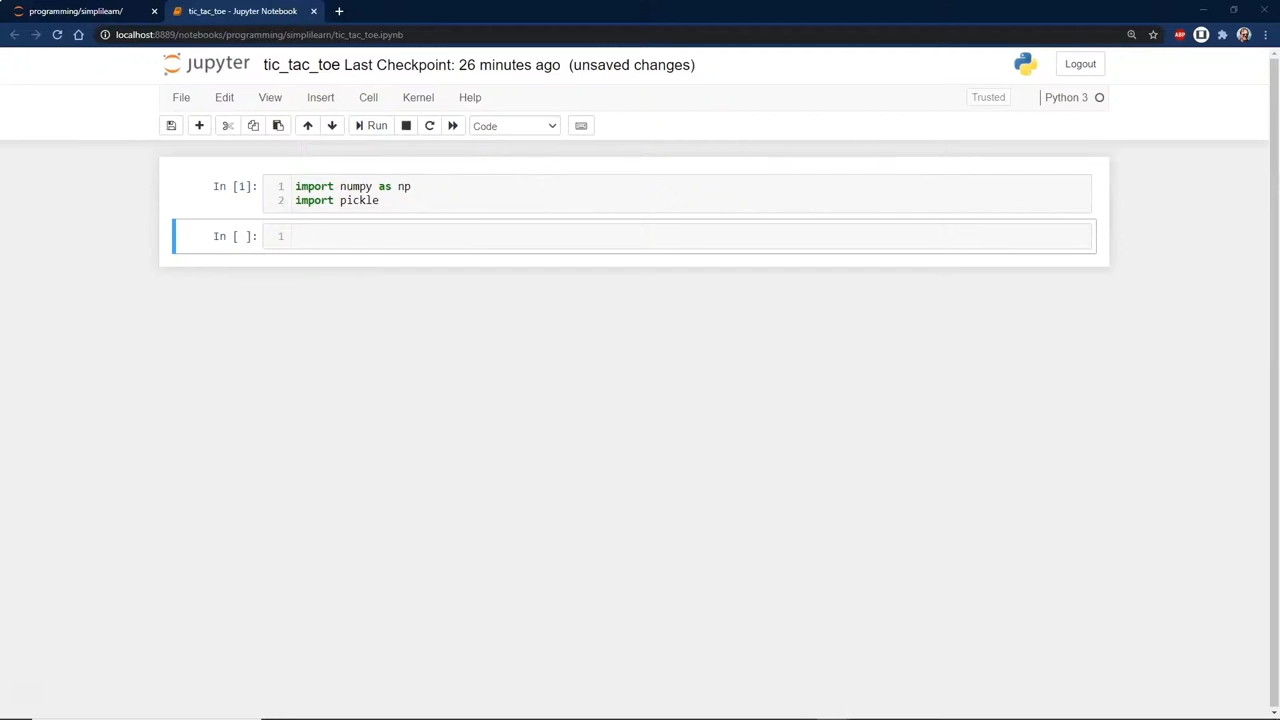 programming/simplilearn/
tic_tac_toe - Jupyter Notebook
localhost:8889/notebooks/programming/simplilearn/tic_tac_toe.ipynb
ABP
jupyter tic_tac_toe Last Checkpoint: 26 minutes ago (unsaved changes)
Logout
File Edit View Insert Cell Kernel Help
Trusted
Python 3
Run
Code
In [1]:
1 import numpy as np
2 import pickle
In [ ]:
1